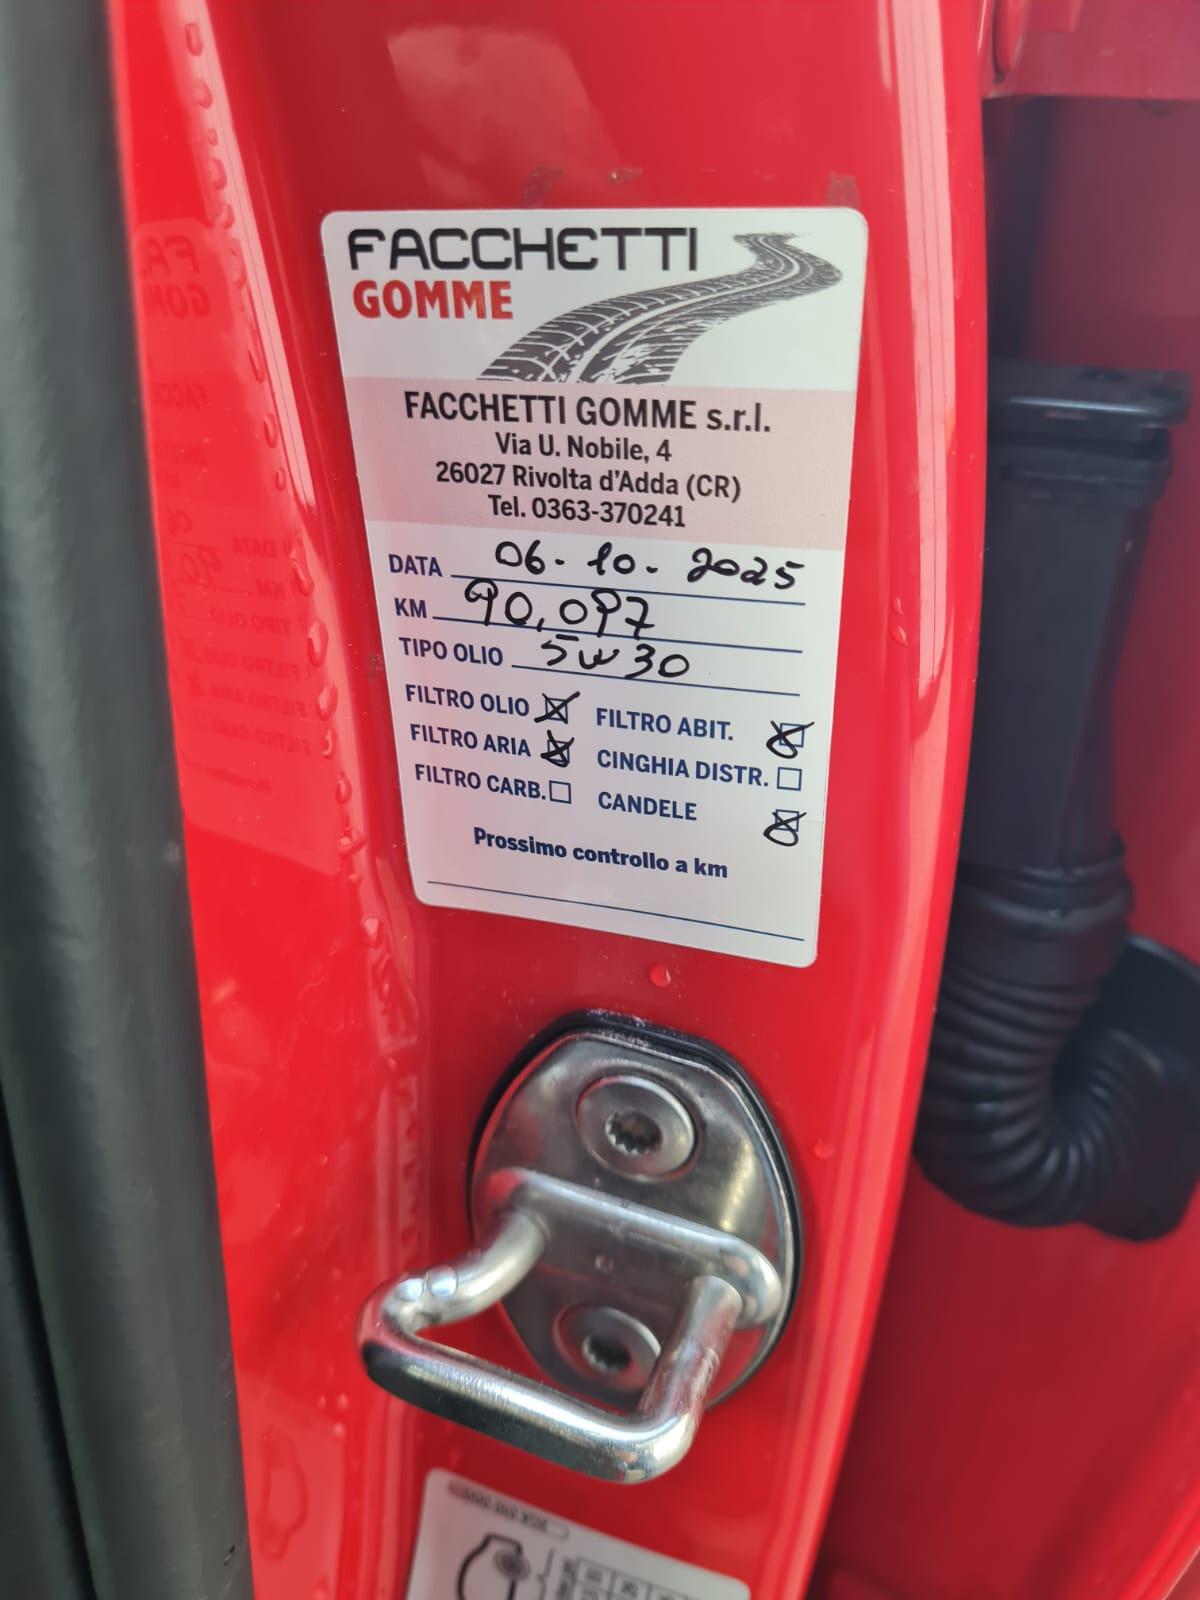 FACCHETTI
GOMME
FACCHETTI GOMME s.r.l.
Via U. Nobile, 4
26027 Rivolta d'Adda (CR)
Tel. 0363-370241
DATA 06-10-2025
KM 90.097
TIPO OLIO 5w30
FILTRO OLIO ☒ FILTRO ABIT. ☒
FILTRO ARIA ☒ CINGHIA DISTR. ☐
FILTRO CARB. ☐ CANDELE ☒
Prossimo controllo a km